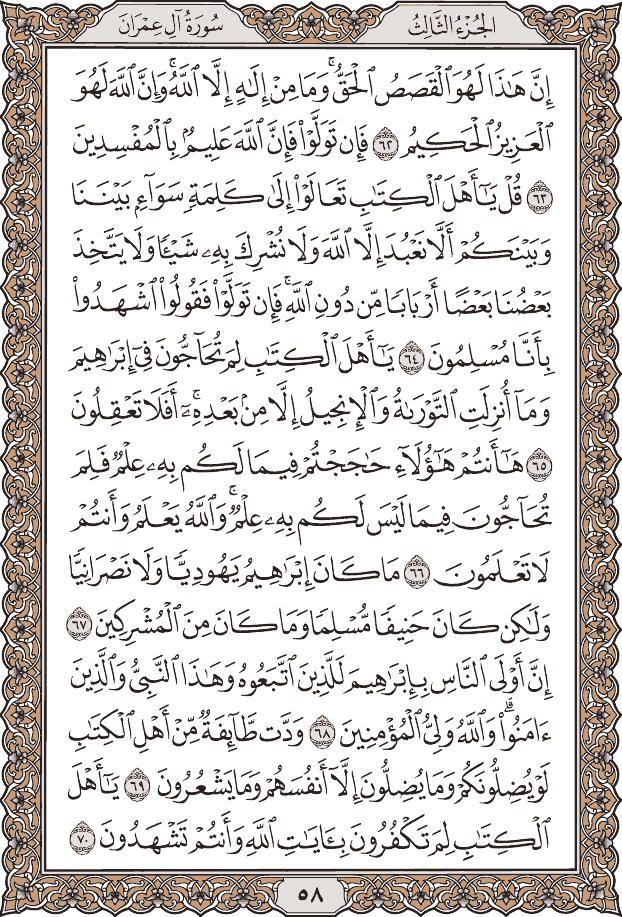 سُورَةُ آلِ عِمْرَانَ
الجُزْءُ الثَّالِثُ
إِنَّ هَٰذَا لَهُوَ ٱلْقَصَصُ ٱلْحَقُّ ۚ وَمَا مِنْ إِلَٰهٍ إِلَّا ٱللَّهُ ۚ وَإِنَّ ٱللَّهَ لَهُوَ
ٱلْعَزِيزُ ٱلْحَكِيمُ ٦٢ فَإِن تَوَلَّوْا۟ فَإِنَّ ٱللَّهَ عَلِيمٌۢ بِٱلْمُفْسِدِينَ
٦٣ قُلْ يَٰٓأَهْلَ ٱلْكِتَٰبِ تَعَالَوْا۟ إِلَىٰ كَلِمَةٍ سَوَآءٍۭ بَيْنَنَا
وَبَيْنَكُمْ أَلَّا نَعْبُدَ إِلَّا ٱللَّهَ وَلَا نُشْرِكَ بِهِۦ شَيْـًٔا وَلَا يَتَّخِذَ
بَعْضُنَا بَعْضًا أَرْبَابًا مِّن دُونِ ٱللَّهِ ۚ فَإِن تَوَلَّوْا۟ فَقُولُوا۟ ٱشْهَدُوا۟
بِأَنَّا مُسْلِمُونَ ٦٤ يَٰٓأَهْلَ ٱلْكِتَٰبِ لِمَ تُحَآجُّونَ فِىٓ إِبْرَٰهِيمَ
وَمَآ أُنزِلَتِ ٱلتَّوْرَىٰةُ وَٱلْإِنجِيلُ إِلَّا مِنۢ بَعْدِهِۦٓ ۚ أَفَلَا تَعْقِلُونَ
٦٥ هَٰٓأَنتُمْ هَٰٓؤُلَآءِ حَٰجَجْتُمْ فِيمَا لَكُم بِهِۦ عِلْمٌ فَلِمَ
تُحَآجُّونَ فِيمَا لَيْسَ لَكُم بِهِۦ عِلْمٌ ۚ وَٱللَّهُ يَعْلَمُ وَأَنتُمْ
لَا تَعْلَمُونَ ٦٦ مَا كَانَ إِبْرَٰهِيمُ يَهُودِيًّا وَلَا نَصْرَانِيًّا
وَلَٰكِن كَانَ حَنِيفًا مُّسْلِمًا وَمَا كَانَ مِنَ ٱلْمُشْرِكِينَ ٦٧
إِنَّ أَوْلَى ٱلنَّاسِ بِإِبْرَٰهِيمَ لَلَّذِينَ ٱتَّبَعُوهُ وَهَٰذَا ٱلنَّبِىُّ وَٱلَّذِينَ
ءَامَنُوا۟ ۗ وَٱللَّهُ وَلِىُّ ٱلْمُؤْمِنِينَ ٦٨ وَدَّت طَّآئِفَةٌ مِّنْ أَهْلِ ٱلْكِتَٰبِ
لَوْ يُضِلُّونَكُمْ وَمَا يُضِلُّونَ إِلَّآ أَنفُسَهُمْ وَمَا يَشْعُرُونَ ٦٩ يَٰٓأَهْلَ
ٱلْكِتَٰبِ لِمَ تَكْفُرُونَ بِـَٔايَٰتِ ٱللَّهِ وَأَنتُمْ تَشْهَدُونَ ٧٠
٥٨